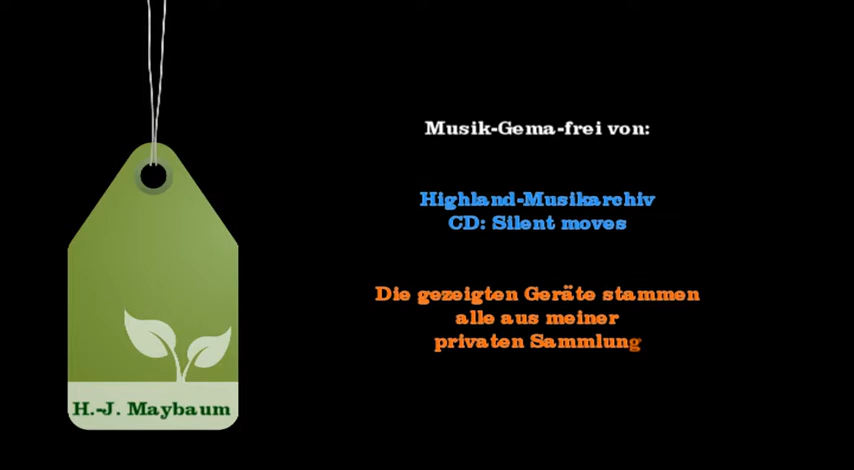 Musik-Gema-frei von:
Highland-Musikarchiv
CD: Silent moves
Die gezeigten Geräte stammen
alle aus meiner
privaten Sammlung
H.-J. Maybaum